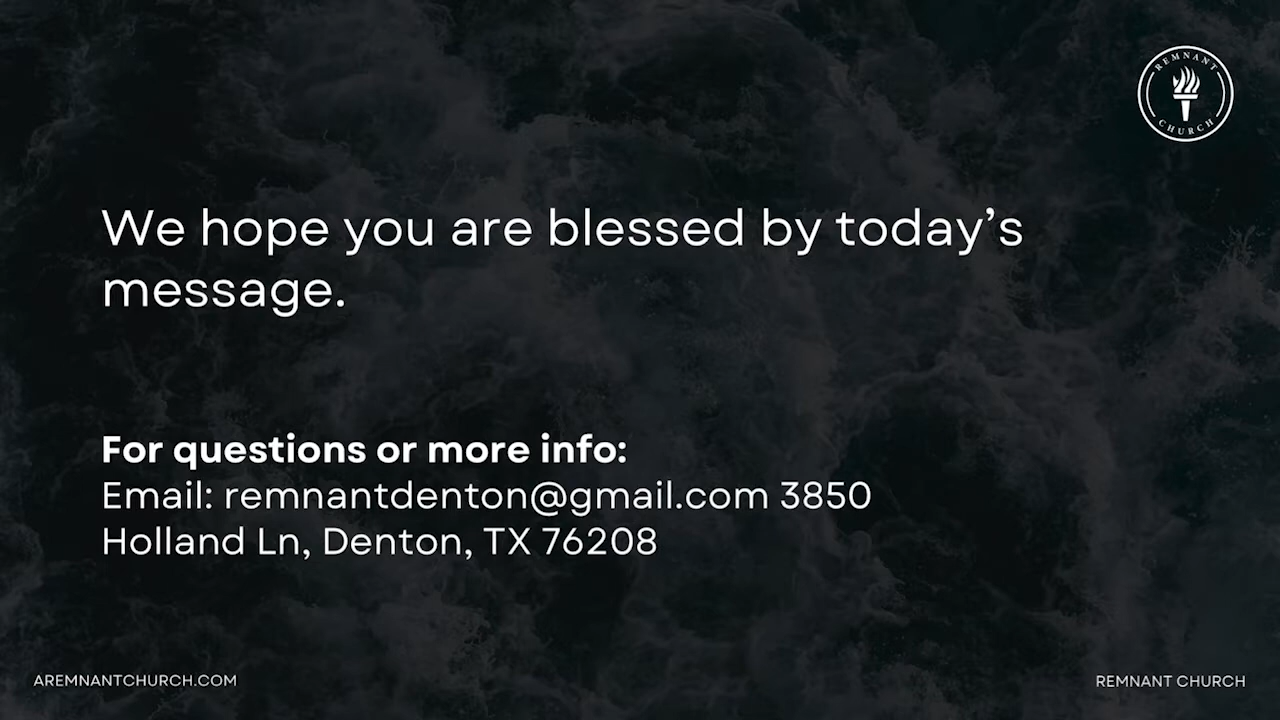 REMNANT
CHURCH
We hope you are blessed by today’s
message.
For questions or more info:
Email: remnantdenton@gmail.com 3850
Holland Ln, Denton, TX 76208
AREMNANTCHURCH.COM
REMNANT CHURCH